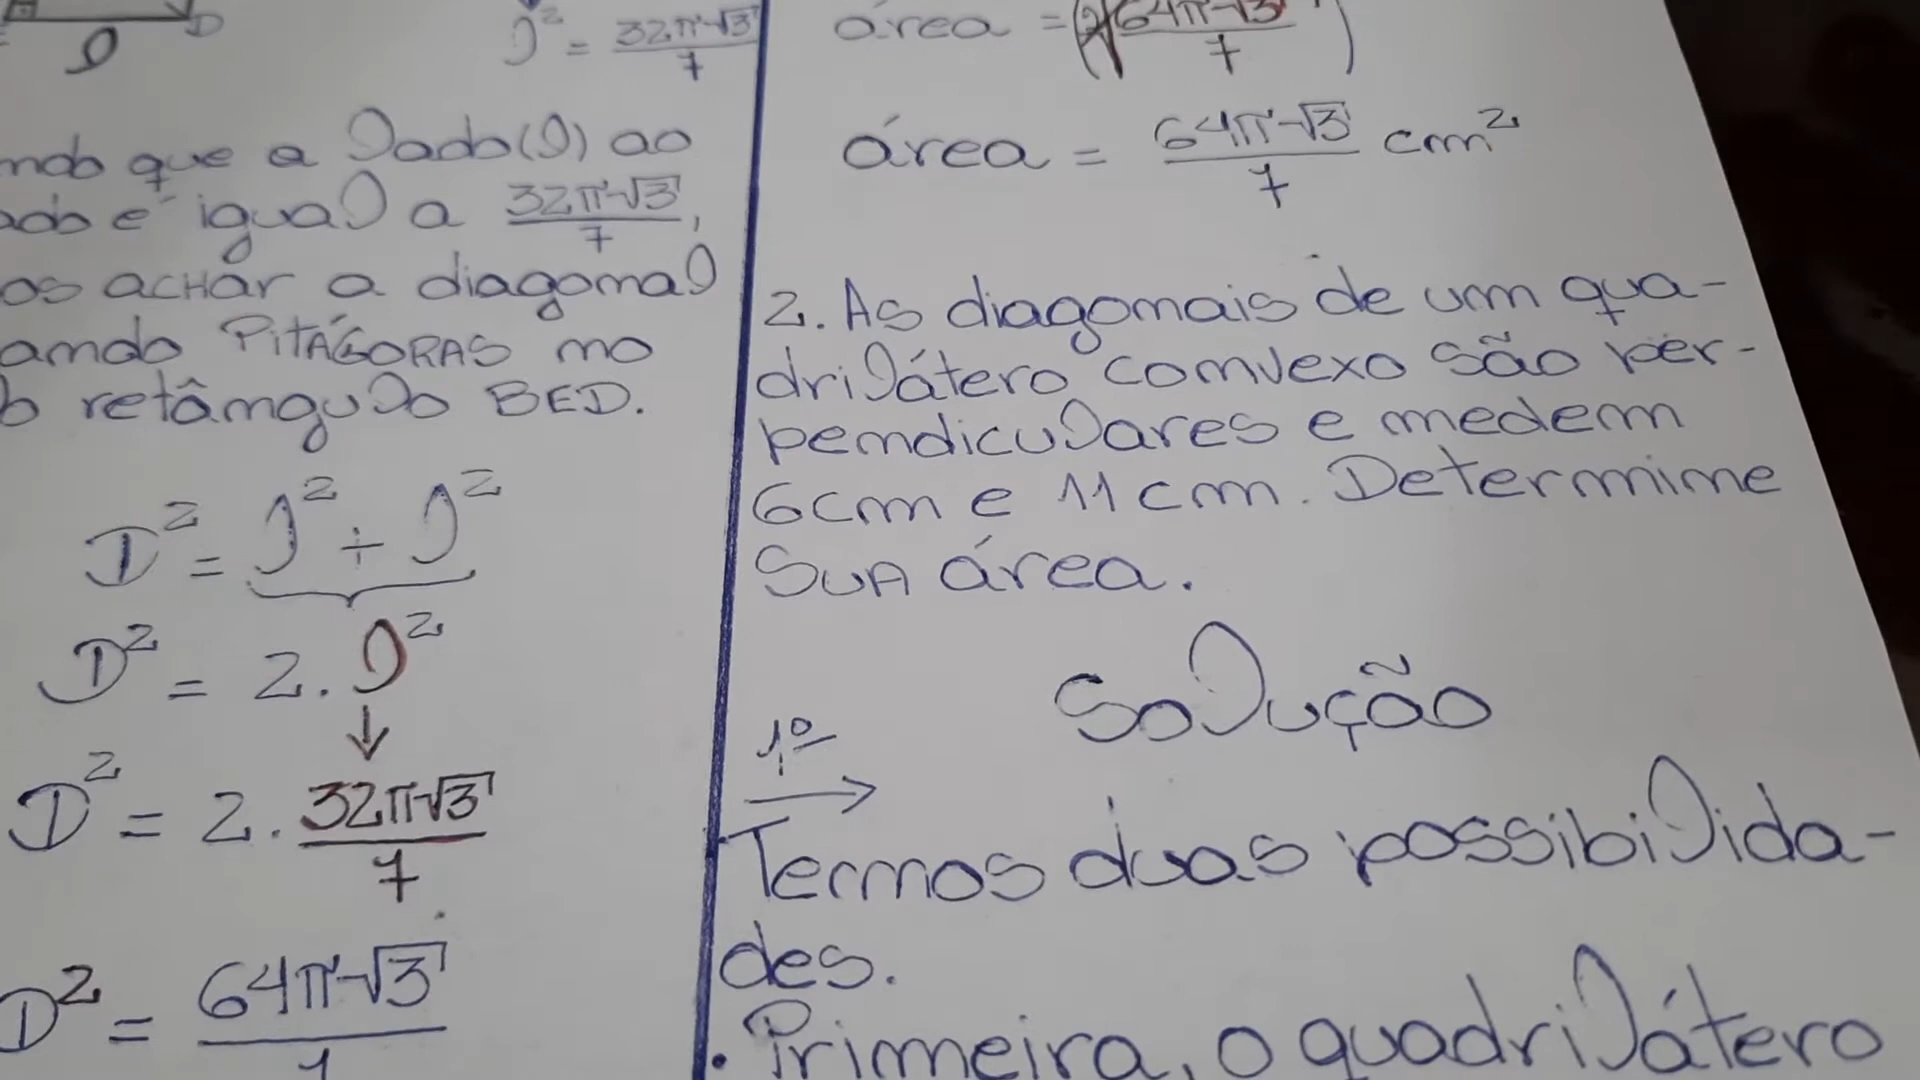 D
l
l² = 32π√3 / 7
ndo que a lado(l) ao
ado é igual a 32π√3 / 7,
os achar a diagonal
ando PITÁGORAS no
o retângulo BED.
D² = l² + l²
D² = 2. l²
D² = 2. 32π√3 / 7
D² = 64π√3
área = (64π√3 / 7)
área = 64π√3 / 7 cm²
2. As diagonais de um qua-
drilátero convexo são per-
pendiculares e medem
6cm e 11cm. Determine
sua área.
Solução
1º
Termos duas possibilida-
des.
. Primeira, o quadrilátero